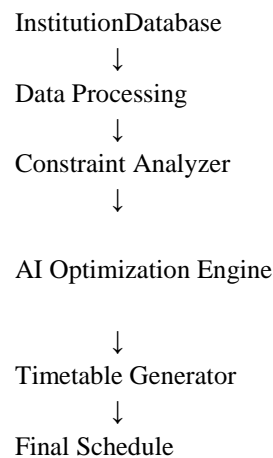 InstitutionDatabase
↓
Data Processing
↓
Constraint Analyzer
↓
AI Optimization Engine
↓
Timetable Generator
↓
Final Schedule